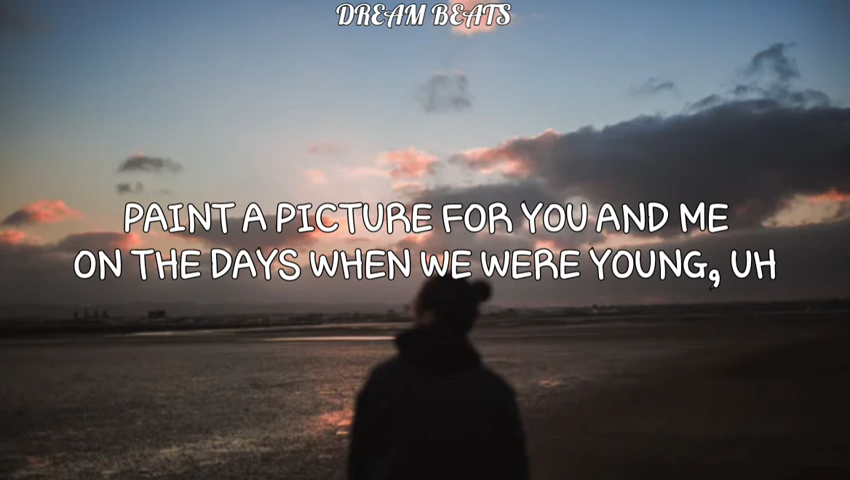 DREAM BEATS
PAINT A PICTURE FOR YOU AND ME
ON THE DAYS WHEN WE WERE YOUNG, UH